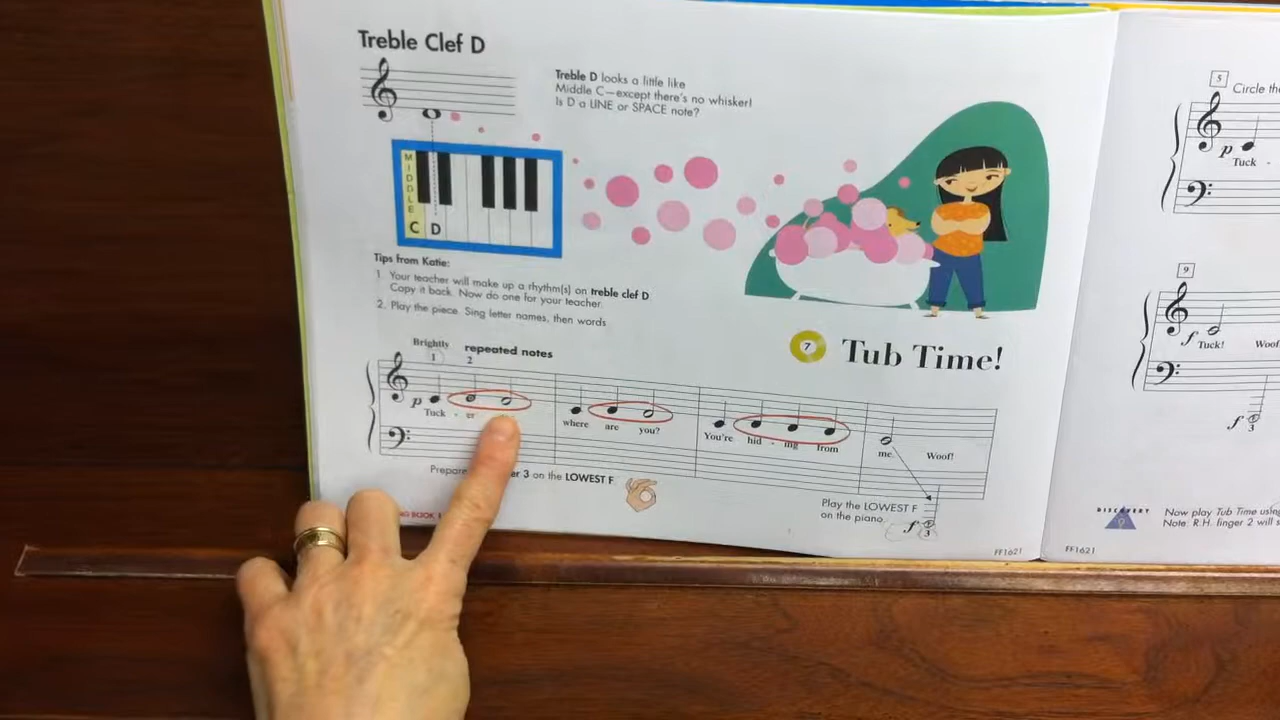 Treble Clef D
Treble D looks a little like
Middle C—except there's no whisker!
Is D a LINE or SPACE note?
MIDDLE
C D
Tips from Katie:
1. Your teacher will make up a rhythm(s) on treble clef D
Copy it back. Now do one for your teacher.
2. Play the piece. Sing letter names, then words
7
Tub Time!
Brightly
repeated notes
1 2
p
Tuck - er
where are you?
You're hid - ing from
me. Woof!
Prepare er 3 on the LOWEST F
Play the LOWEST F
on the piano.
f
3
BOOK
FF1621
5
Circle the
p
Tuck -
9
f
Tuck! Woof
f
3
DISCOVERY
9
Now play Tub Time using
Note: R.H. finger 2 will s
FF1621